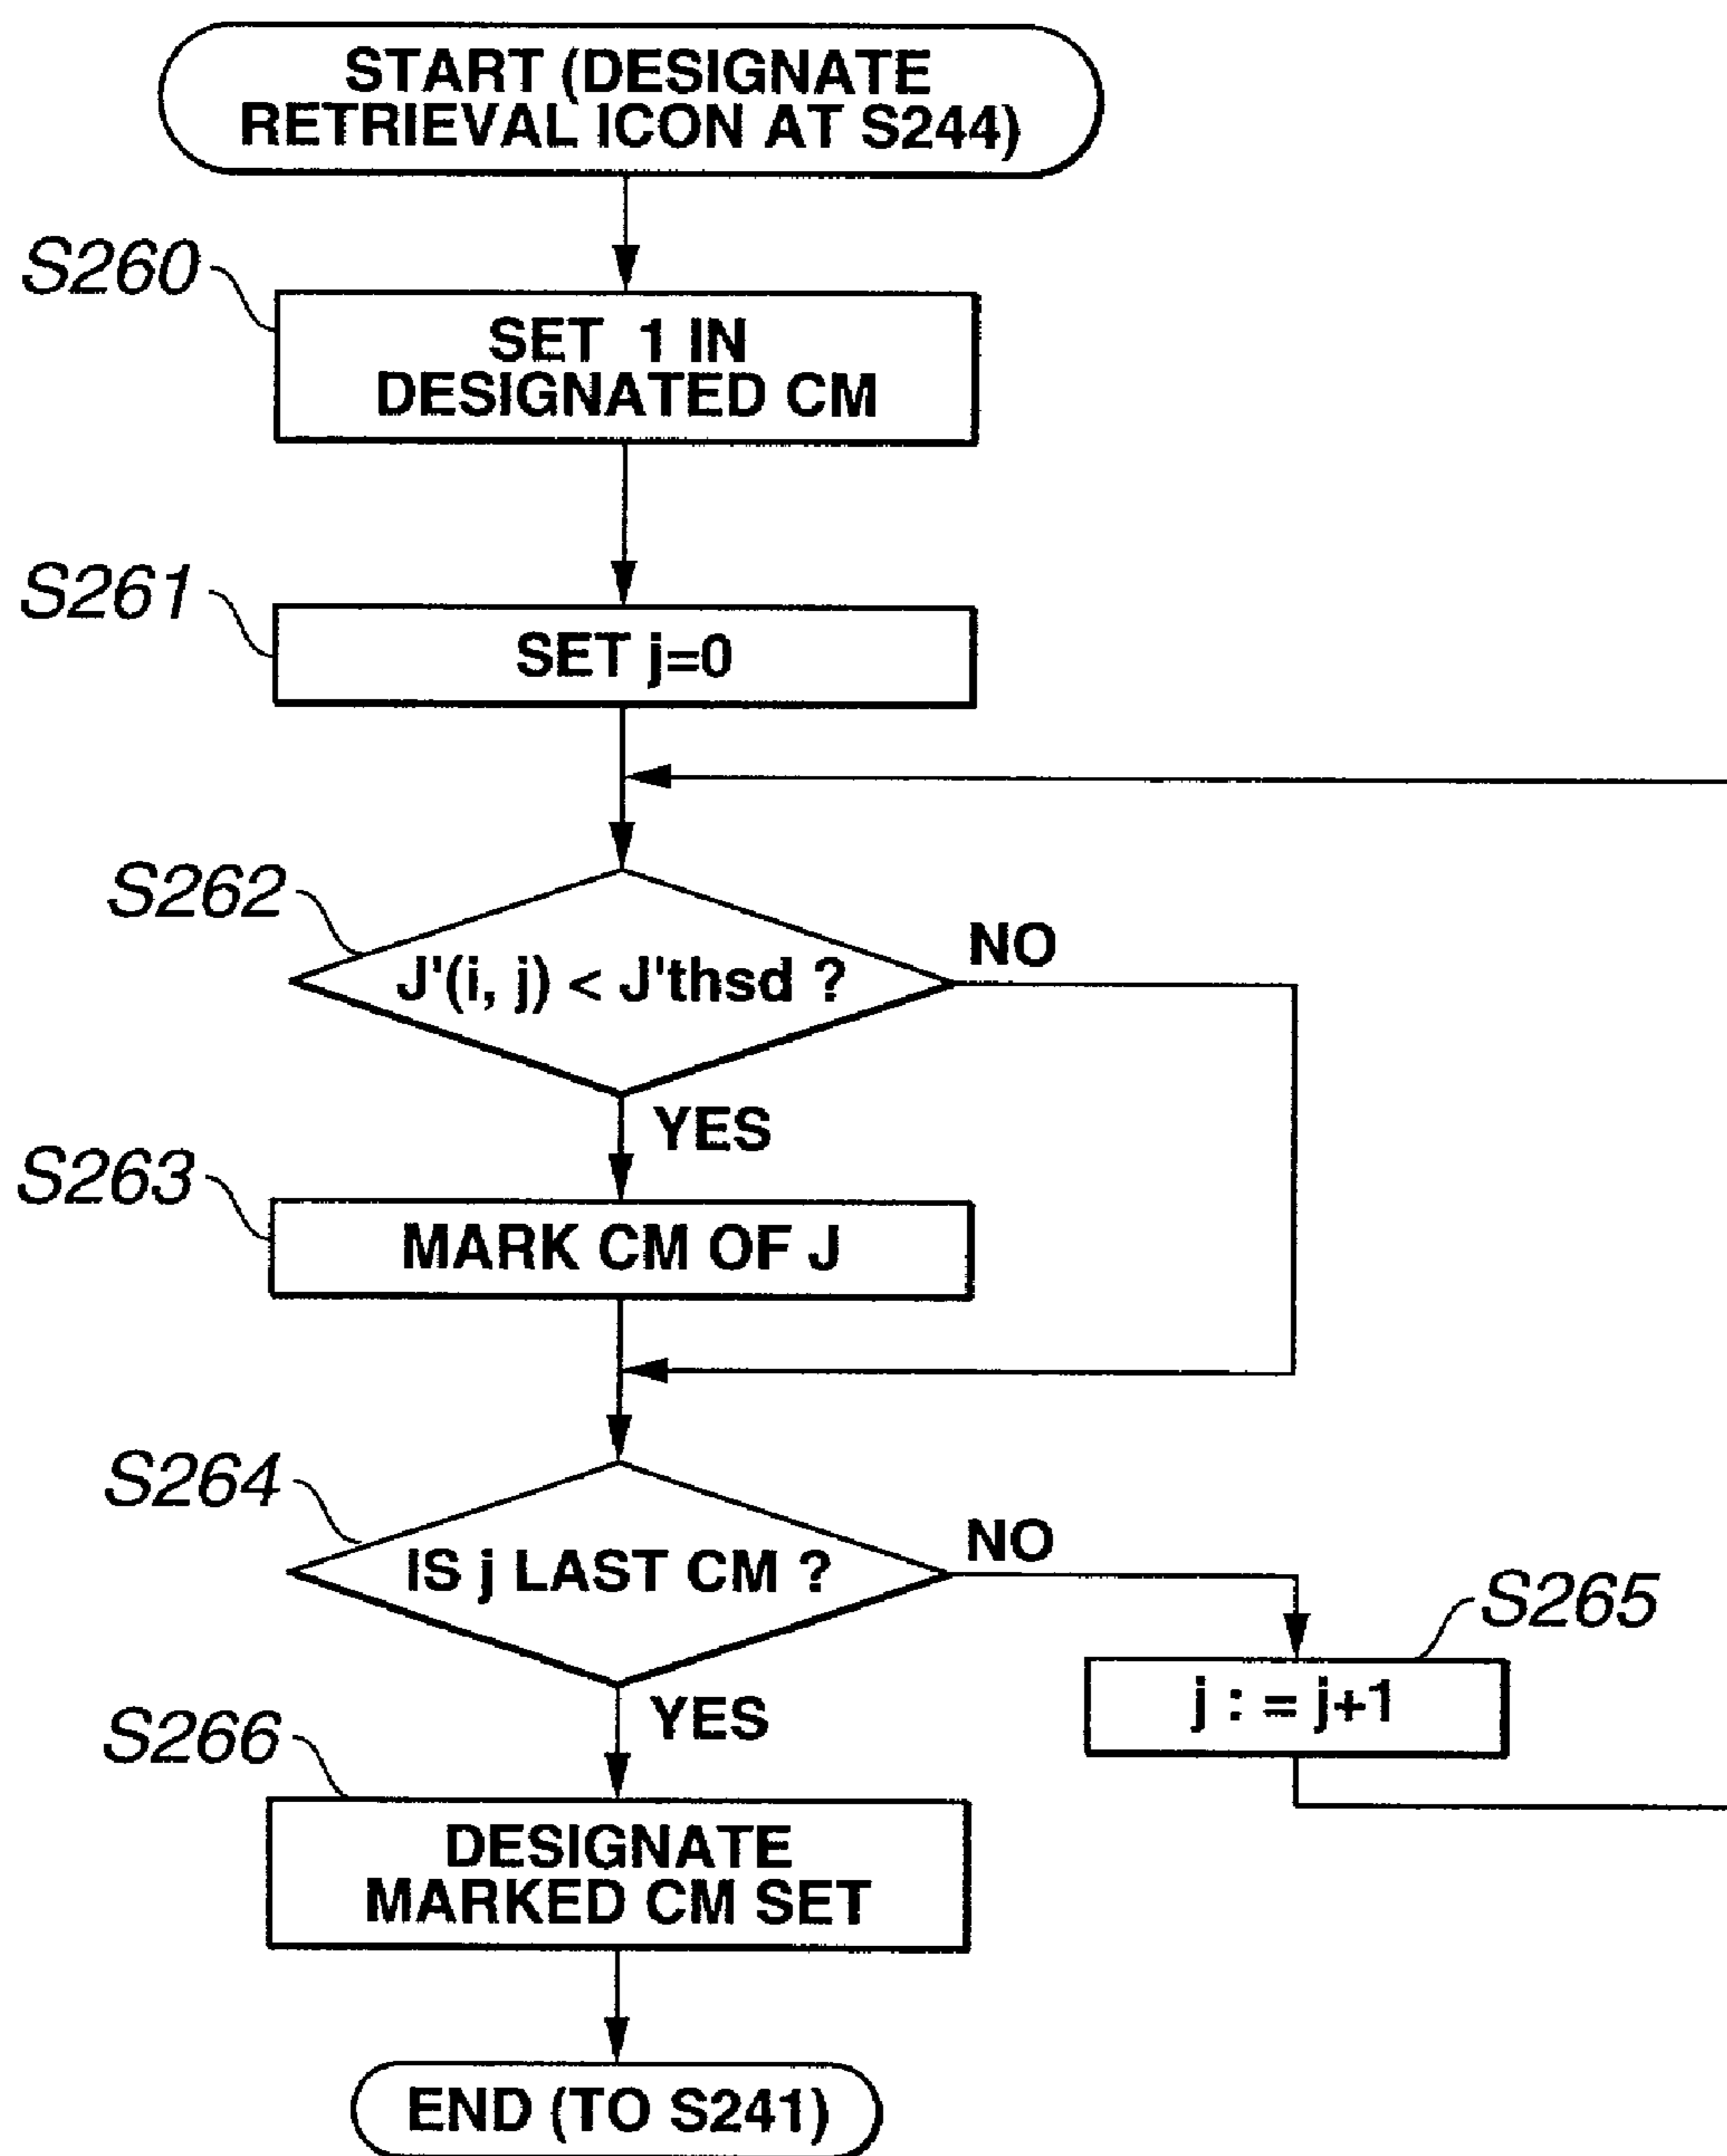 START (DESIGNATE
RETRIEVAL ICON AT S244)
S260
SET 1 IN
DESIGNATED CM
S261
SET j=0
S262
J'(i, j) < J'thsd ?
NO
YES
S263
MARK CM OF J
S264
IS j LAST CM ?
NO
S265
j : = j+1
YES
S266
DESIGNATE
MARKED CM SET
END (TO S241)